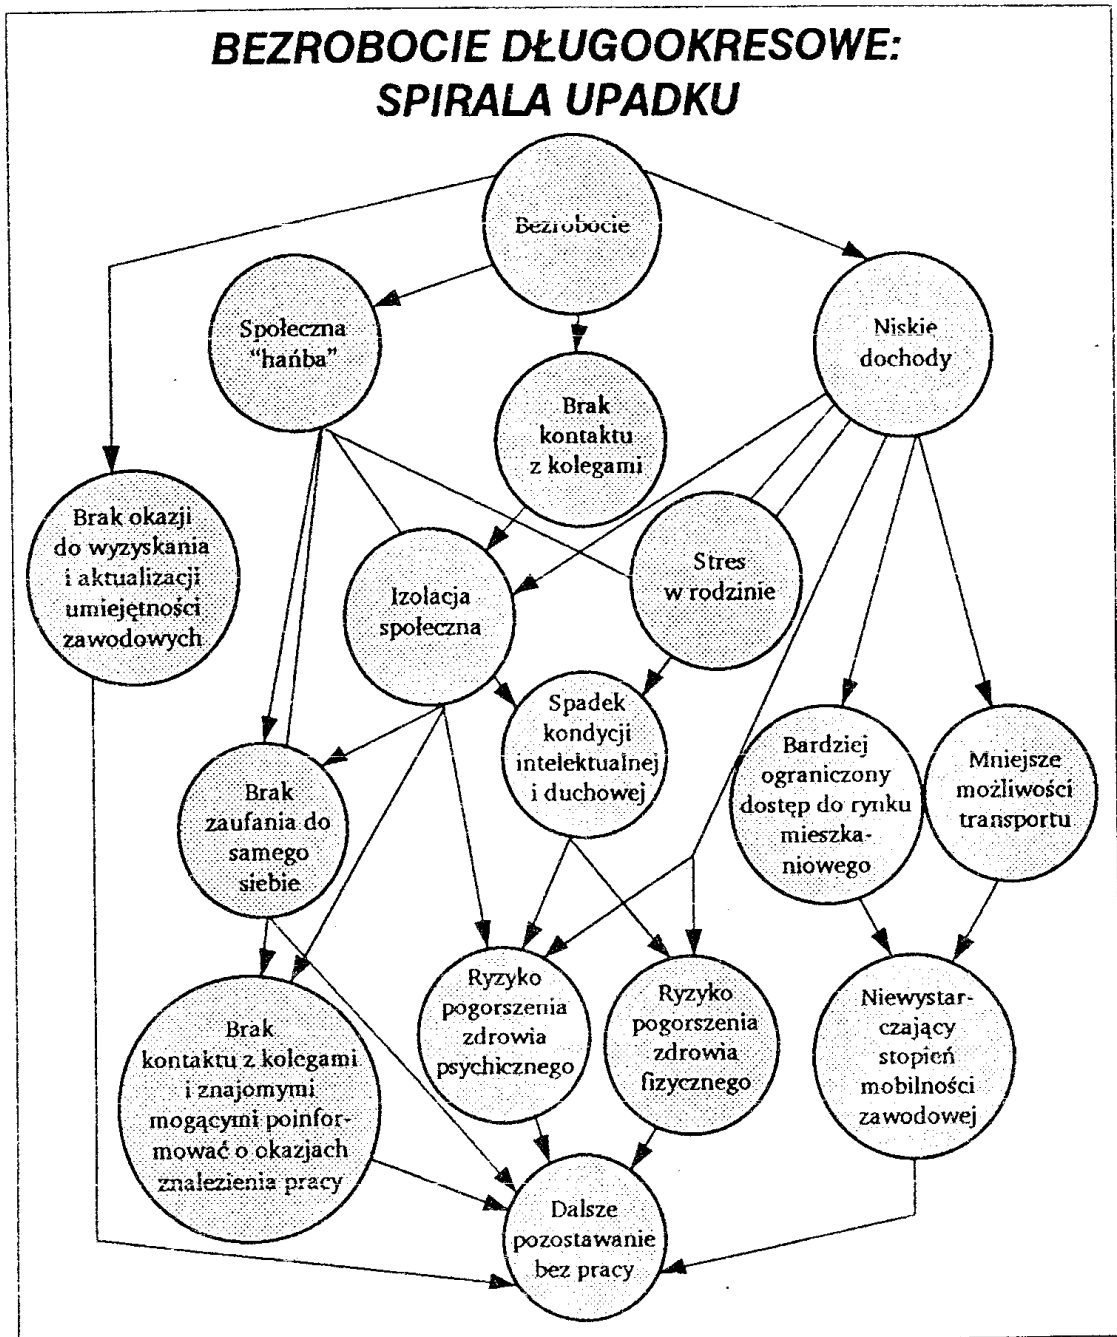 BEZROBOCIE DŁUGOOKRESOWE:
SPIRALA UPADKU
Bezrobocie
Społeczna
"hańba"
Niskie
dochody
Brak
kontaktu
z kolegami
Brak okazji
do wyzyskania
i aktualizacji
umiejętności
zawodowych
Izolacja
społeczna
Stres
w rodzinie
Spadek
kondycji
intelektualnej
i duchowej
Bardziej
ograniczony
dostęp do rynku
mieszka-
niowego
Mniejsze
możliwości
transportu
Brak
zaufania do
samego
siebie
Brak
kontaktu z kolegami
i znajomymi
mogącymi poinfor-
mować o okazjach
znalezienia pracy
Ryzyko
pogorszenia
zdrowia
psychicznego
Ryzyko
pogorszenia
zdrowia
fizycznego
Niewystar-
czający
stopień
mobilności
zawodowej
Dalsze
pozostawanie
bez pracy